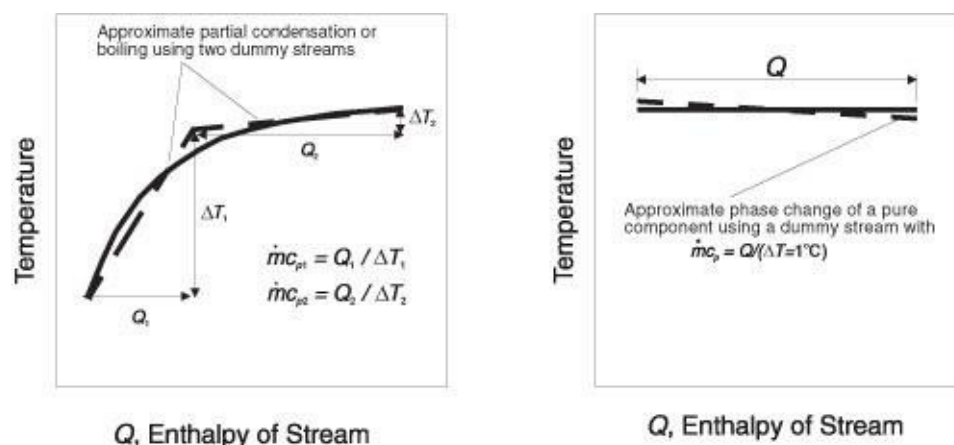 Approximate partial condensation or
boiling using two dummy streams
ΔT₂
Q₂
ΔT₁
ṁcₚ₁ = Q₁ / ΔT₁
ṁcₚ₂ = Q₂ / ΔT₂
Q₁
Temperature
Q, Enthalpy of Stream
Q
Approximate phase change of a pure
component using a dummy stream with
ṁcₚ = Q/(ΔT=1°C)
Temperature
Q, Enthalpy of Stream